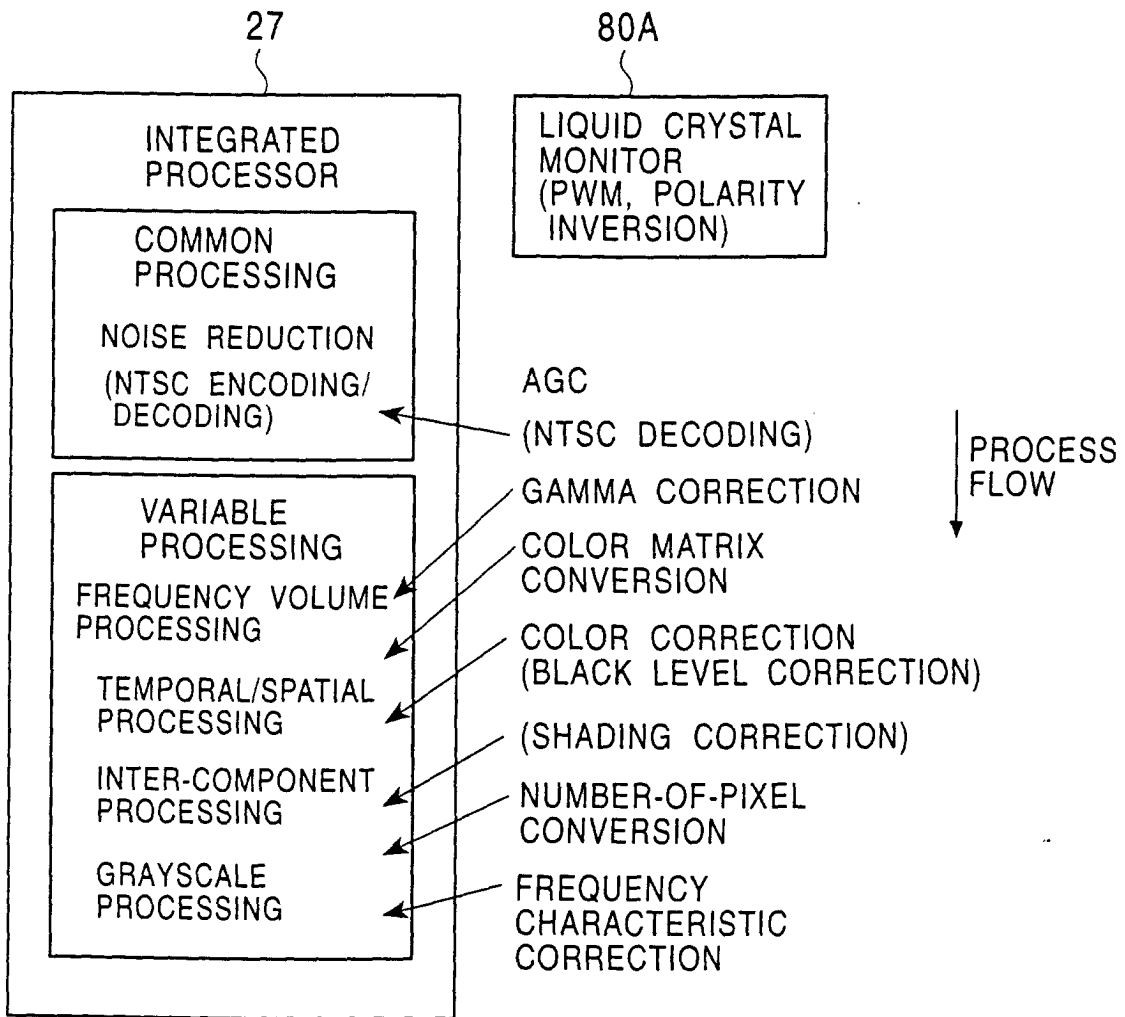 27
80A
INTEGRATED
PROCESSOR
COMMON
PROCESSING
NOISE REDUCTION
(NTSC ENCODING/
DECODING)
VARIABLE
PROCESSING
FREQUENCY VOLUME
PROCESSING
TEMPORAL/SPATIAL
PROCESSING
INTER-COMPONENT
PROCESSING
GRAYSCALE
PROCESSING
LIQUID CRYSTAL
MONITOR
(PWM, POLARITY
INVERSION)
AGC
(NTSC DECODING)
GAMMA CORRECTION
COLOR MATRIX
CONVERSION
COLOR CORRECTION
(BLACK LEVEL CORRECTION)
(SHADING CORRECTION)
NUMBER-OF-PIXEL
CONVERSION
FREQUENCY
CHARACTERISTIC
CORRECTION
PROCESS
FLOW